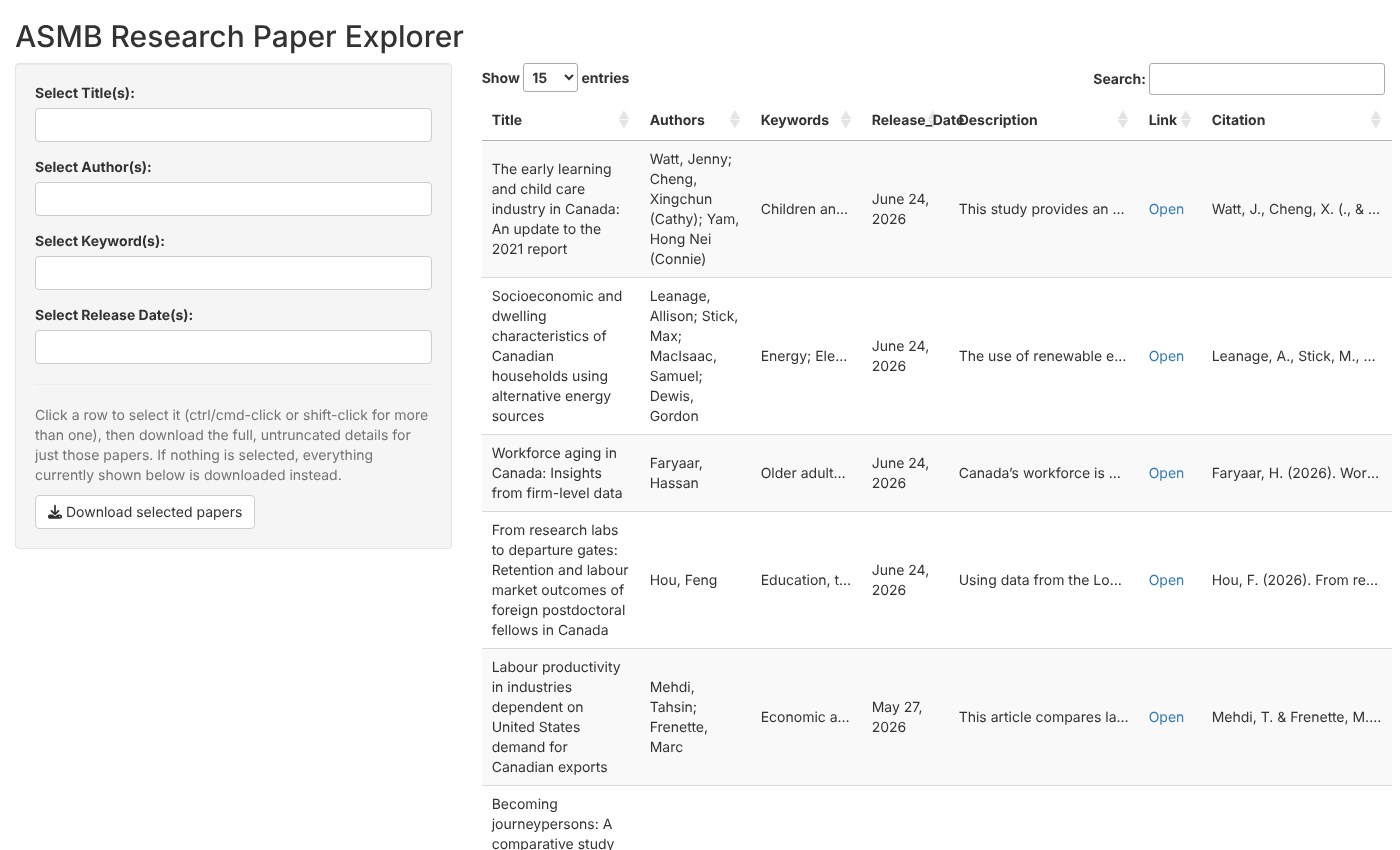 ASMB Research Paper Explorer
Select Title(s):
Select Author(s):
Select Keyword(s):
Select Release Date(s):
Click a row to select it (ctrl/cmd-click or shift-click for more
than one), then download the full, untruncated details for
just those papers. If nothing is selected, everything
currently shown below is downloaded instead.
Download selected papers
Show 15 entries
Search:
Title Authors Keywords Release_Date Description Link Citation
The early learning
and child care
industry in Canada:
An update to the
2021 report
Watt, Jenny;
Cheng,
Xingchun
(Cathy); Yam,
Hong Nei
(Connie)
Children an...
June 24,
2026
This study provides an ...
Open
Watt, J., Cheng, X. (., & ...
Socioeconomic and
dwelling
characteristics of
Canadian
households using
alternative energy
sources
Leanage,
Allison; Stick,
Max;
MacIsaac,
Samuel;
Dewis,
Gordon
Energy; Ele...
June 24,
2026
The use of renewable e...
Open
Leanage, A., Stick, M., ...
Workforce aging in
Canada: Insights
from firm-level data
Faryaar,
Hassan
Older adult...
June 24,
2026
Canada’s workforce is ...
Open
Faryaar, H. (2026). Wor...
From research labs
to departure gates:
Retention and labour
market outcomes of
foreign postdoctoral
fellows in Canada
Hou, Feng
Education, t...
June 24,
2026
Using data from the Lo...
Open
Hou, F. (2026). From re...
Labour productivity
in industries
dependent on
United States
demand for
Canadian exports
Mehdi,
Tahsin;
Frenette,
Marc
Economic a...
May 27,
2026
This article compares la...
Open
Mehdi, T. & Frenette, M....
Becoming
journeypersons: A
comparative study